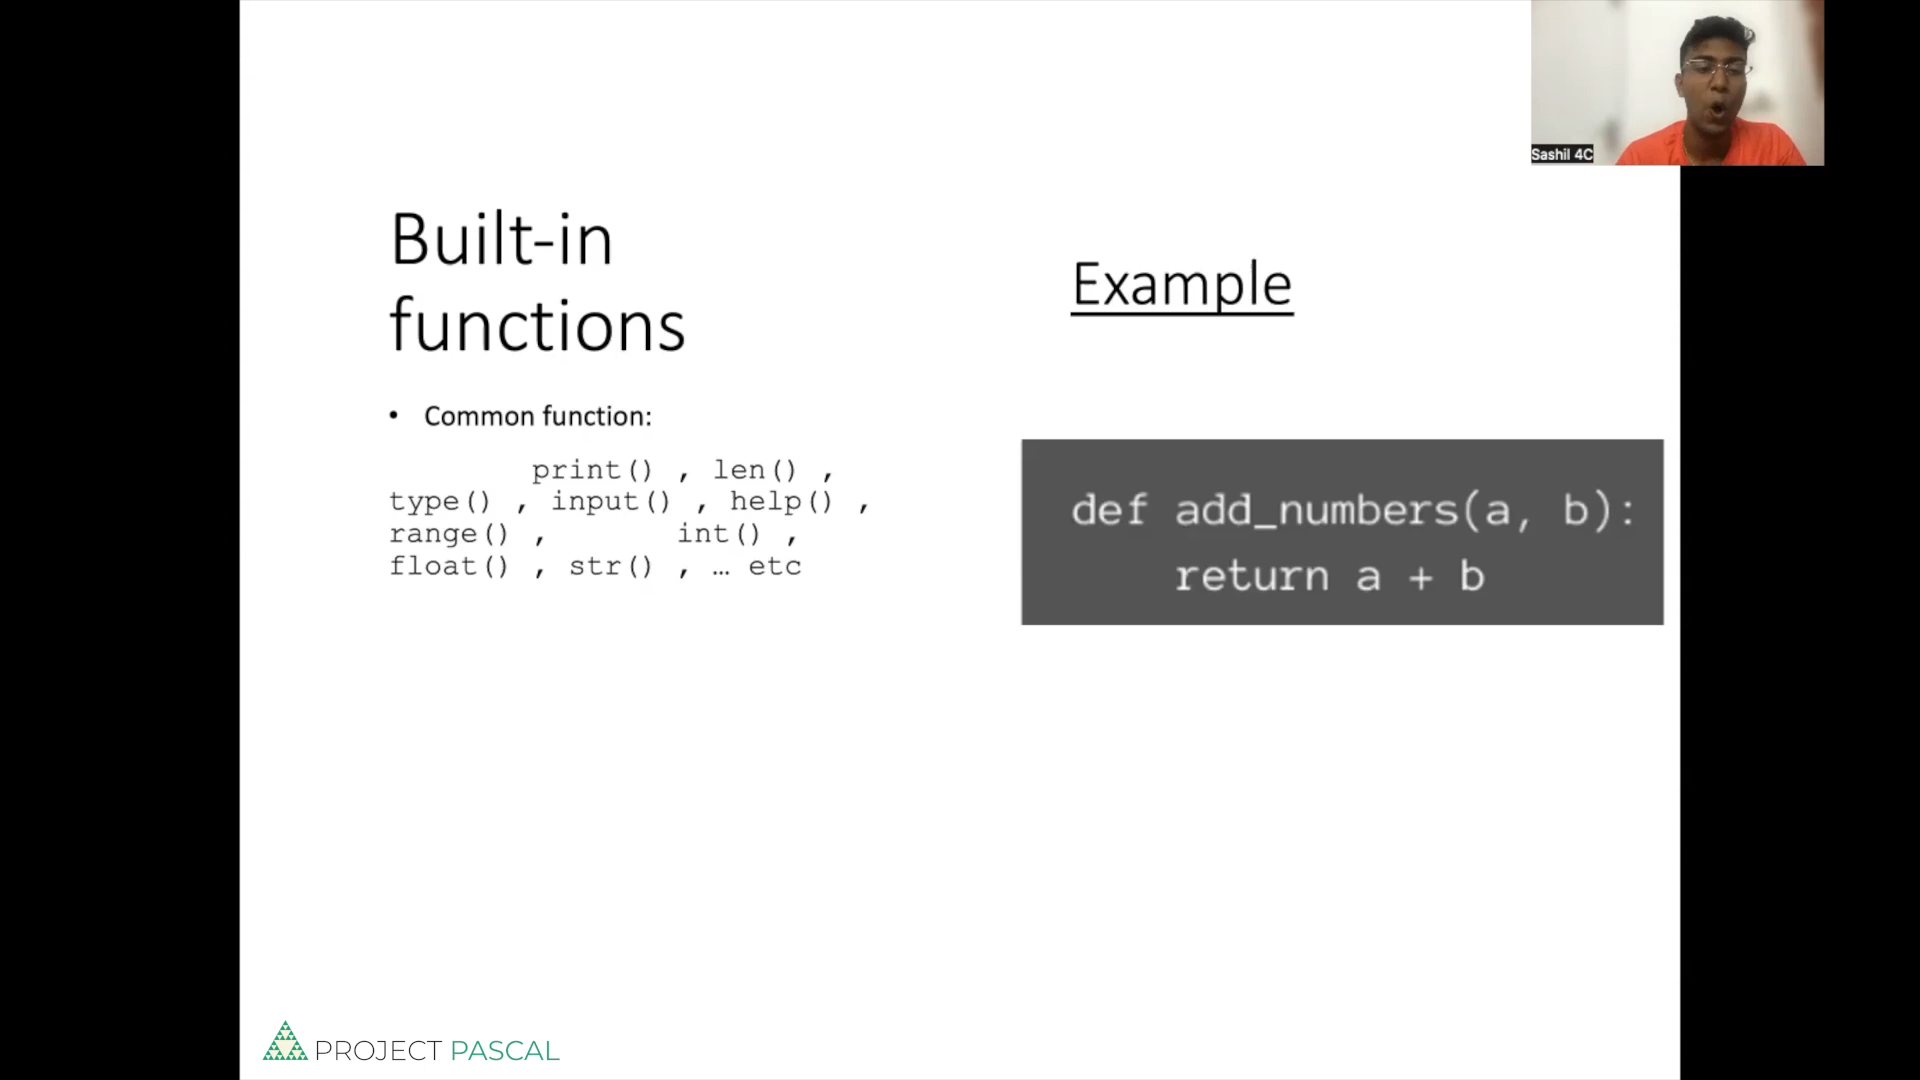 Sashil 4C
Built-in
functions
• Common function:
print() , len() ,
type() , input() , help() ,
range() , int() ,
float() , str() , … etc
Example
def add_numbers(a, b):
return a + b
PROJECT PASCAL